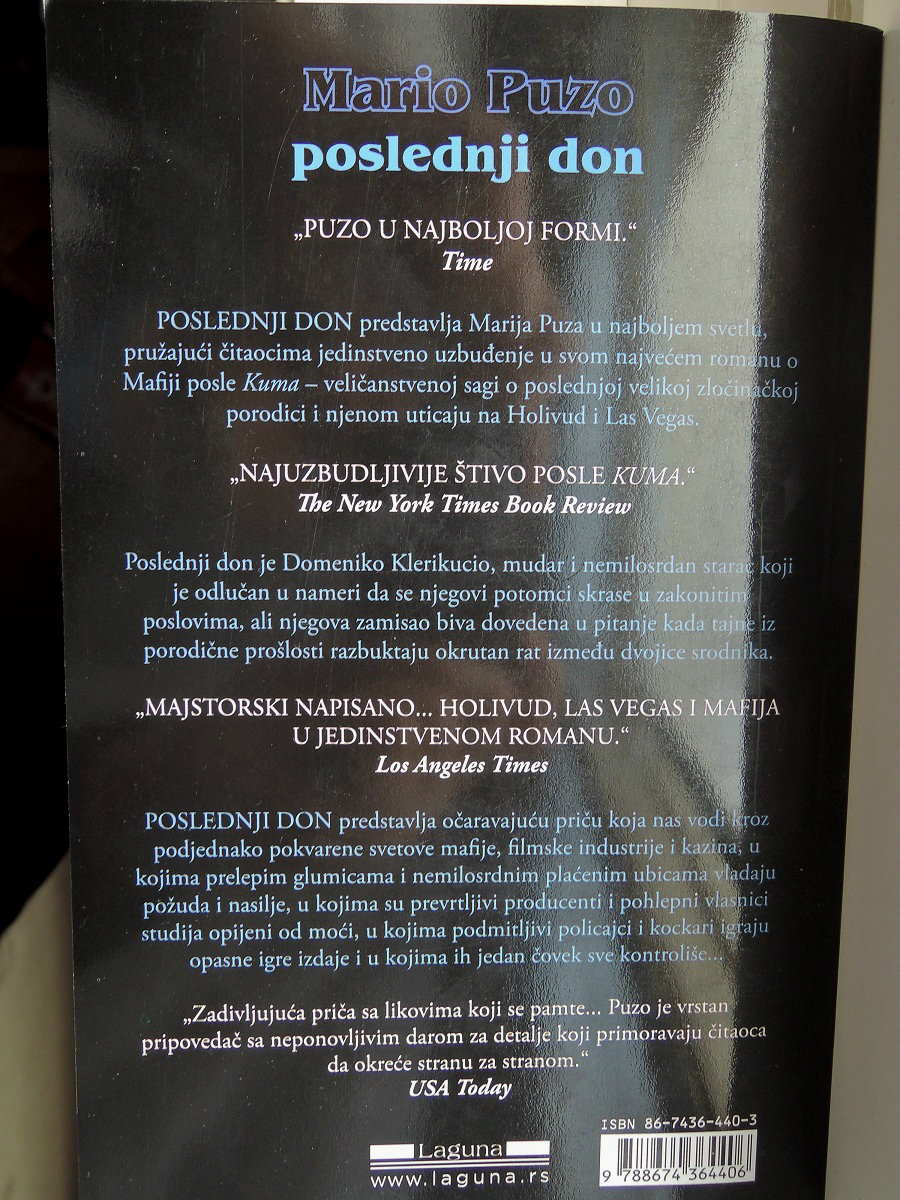 Mario Puzo
poslednji don
„PUZO U NAJBOLJOJ FORMI.“
Time
POSLEDNJI DON predstavlja Marija Puza u najboljem svetlu,
pružajući čitaocima jedinstveno uzbuđenje u svom najvećem romanu o
Mafiji posle Kuma – veličanstvenoj sagi o poslednjoj velikoj zločinačkoj
porodici i njenom uticaju na Holivud i Las Vegas.
„NAJUZBUDLJIVIJE ŠTIVO POSLE KUMA.“
The New York Times Book Review
Poslednji don je Domeniko Klerikucio, mudar i nemilosrdan starac koji
je odlučan u nameri da se njegovi potomci skrase u zakonitim
poslovima, ali njegova zamisao biva dovedena u pitanje kada tajne iz
porodične prošlosti razbuktaju okrutan rat između dvojice srodnika.
„MAJSTORSKI NAPISANO... HOLIVUD, LAS VEGAS I MAFIJA
U JEDINSTVENOM ROMANU.“
Los Angeles Times
POSLEDNJI DON predstavlja očaravajuću priču koja nas vodi kroz
podjednako pokvarene svetove mafije, filmske industrije i kazina, u
kojima prelepim glumicama i nemilosrdnim plaćenim ubicama vladaju
požuda i nasilje, u kojima su prevrtljivi producenti i pohlepni vlasnici
studija opijeni od moći, u kojima podmitljivi policajci i kockari igraju
opasne igre izdaje i u kojima ih jedan čovek sve kontroliše...
„Zadivljujuća priča sa likovima koji se pamte... Puzo je vrstan
pripovedač sa neponovljivim darom za detalje koji primoravaju čitaoca
da okreće stranu za stranom.“
USA Today
ISBN 86-7436-440-3
Laguna
www.laguna.rs
9 788674 364406